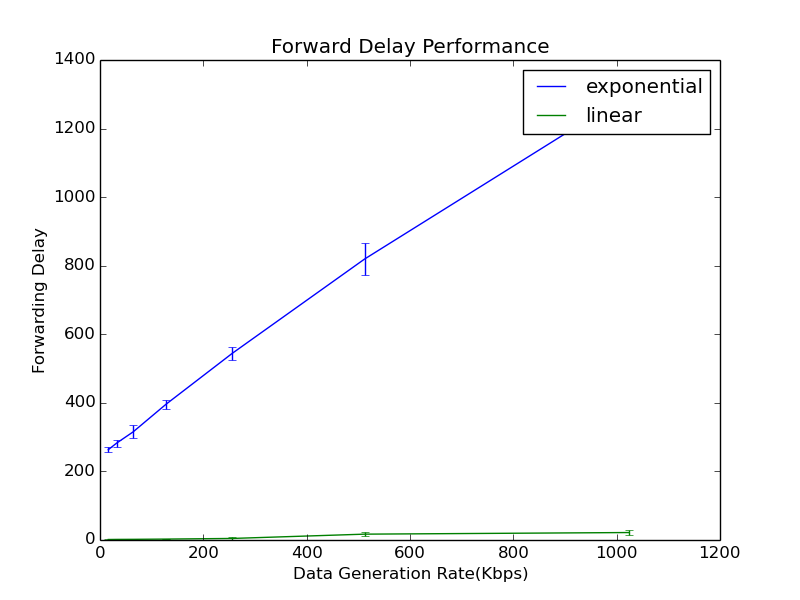 Forward Delay Performance
1400
1200
1000
800
600
400
200
0
Forwarding Delay
exponential
linear
0 200 400 600 800 1000 1200
Data Generation Rate(Kbps)